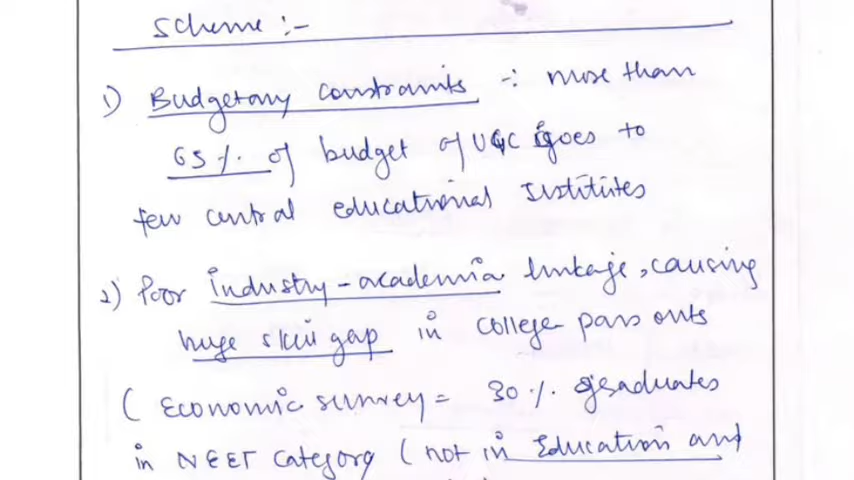 Scheme :-
1) Budgetary constraints -: more than
65%. of budget of UGC goes to
few central educational Institutes
2) Poor industry-academia linkage, causing
huge skill gap in college pass outs
( Economic survey = 30%. graduates
in NEET category (not in Education and